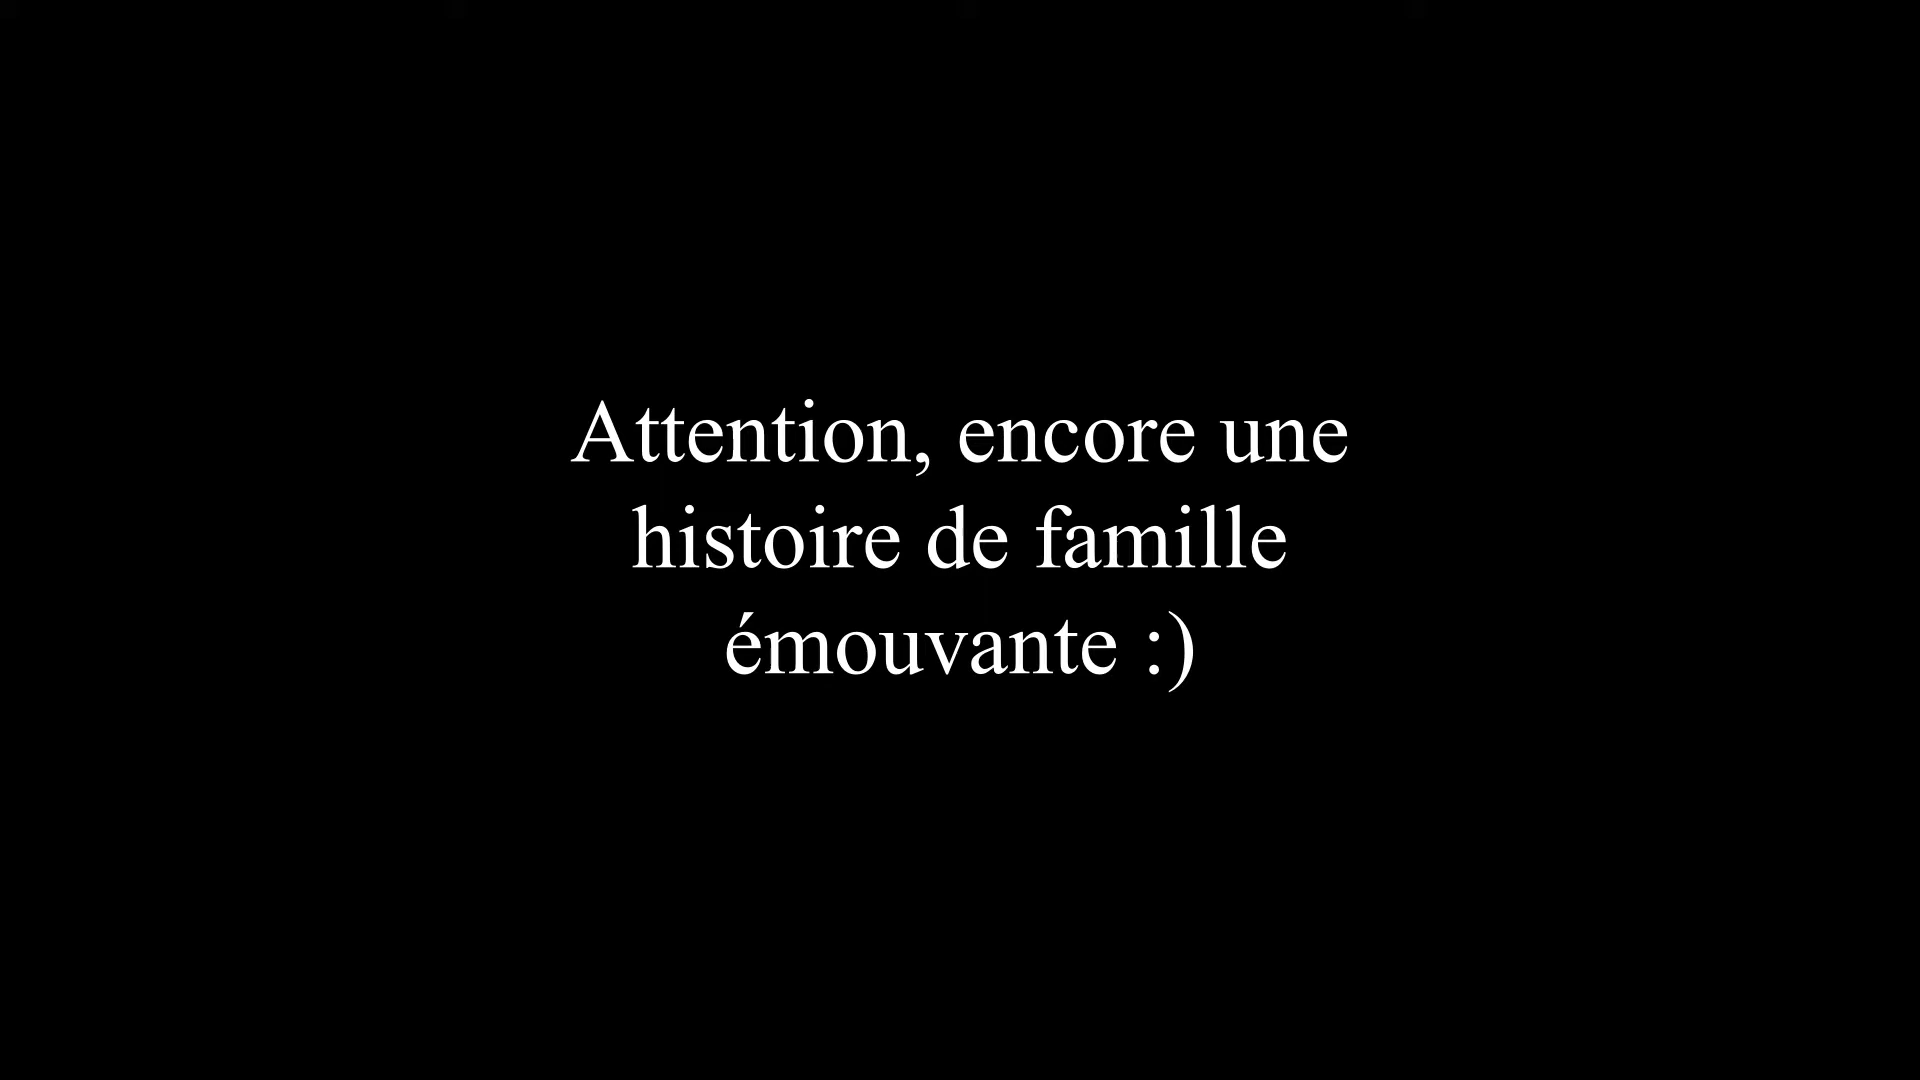 Attention, encore une
histoire de famille
émouvante :)